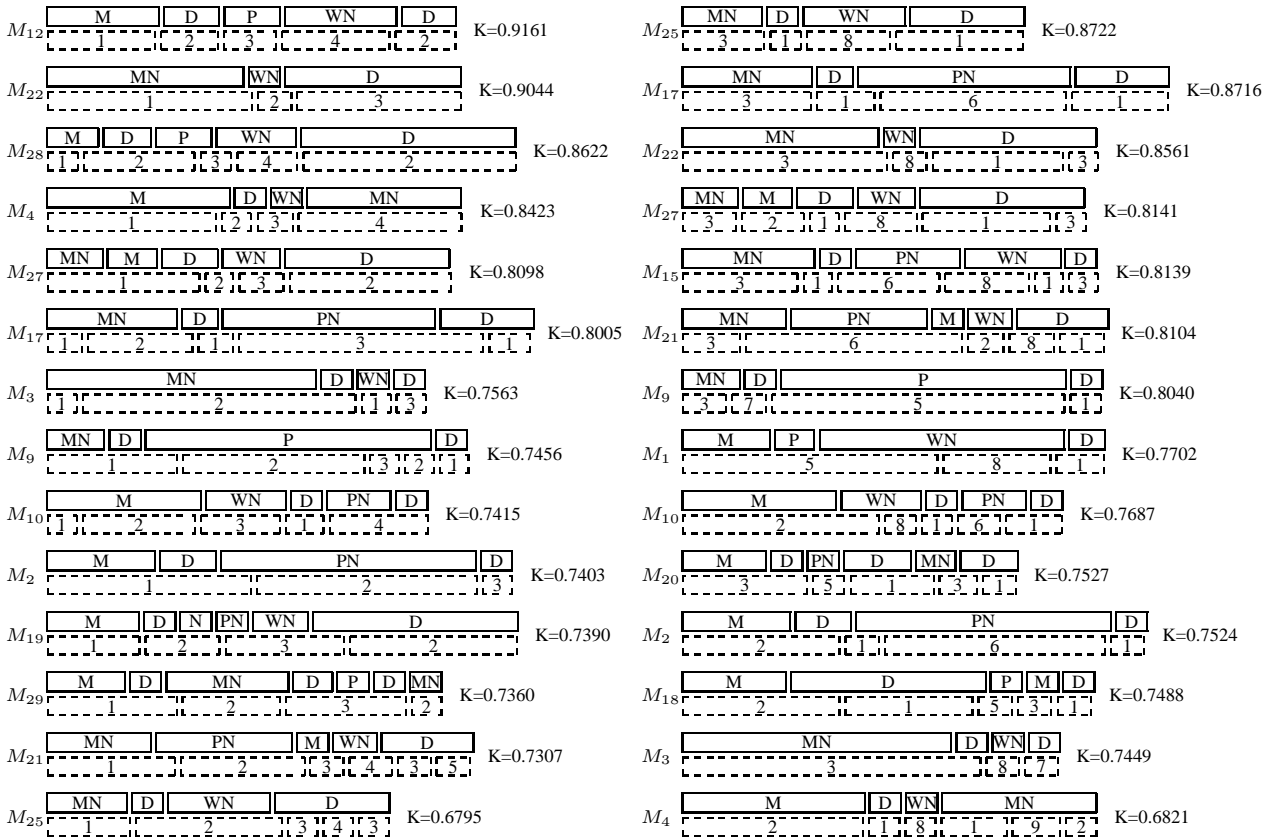 M D P WN D
M12 1 2 3 4 2 K=0.9161
MN WN D
M22 1 2 3 K=0.9044
M D P WN D
M28 1 2 3 4 2 K=0.8622
M D WN MN
M4 1 2 3 4 K=0.8423
MN M D WN D
M27 1 2 3 2 K=0.8098
MN D PN D
M17 1 2 1 3 1 K=0.8005
MN D WN D
M3 1 2 1 3 K=0.7563
MN D P D
M9 1 2 3 2 1 K=0.7456
M WN D PN D
M10 1 2 3 1 4 K=0.7415
M D PN D
M2 1 2 3 K=0.7403
M D N PN WN D
M19 1 2 3 2 K=0.7390
M D MN D P D MN
M29 1 2 3 2 K=0.7360
MN PN M WN D
M21 1 2 3 4 3 5 K=0.7307
MN D WN D
M25 1 2 3 4 3 K=0.6795
MN D WN D
M25 3 1 8 1 K=0.8722
MN D PN D
M17 3 1 6 1 K=0.8716
MN WN D
M22 3 8 1 3 K=0.8561
MN M D WN D
M27 3 2 1 8 1 3 K=0.8141
MN D PN WN D
M15 3 1 6 8 1 3 K=0.8139
MN PN M WN D
M21 3 6 2 8 1 K=0.8104
MN D P D
M9 3 7 5 1 K=0.8040
M P WN D
M1 5 8 1 K=0.7702
M WN D PN D
M10 2 8 1 6 1 K=0.7687
M D PN D MN D
M20 3 5 1 3 1 K=0.7527
M D PN D
M2 2 1 6 1 K=0.7524
M D P M D
M18 2 1 5 3 1 K=0.7488
MN D WN D
M3 3 8 7 K=0.7449
M D WN MN
M4 2 1 8 1 9 2 K=0.6821